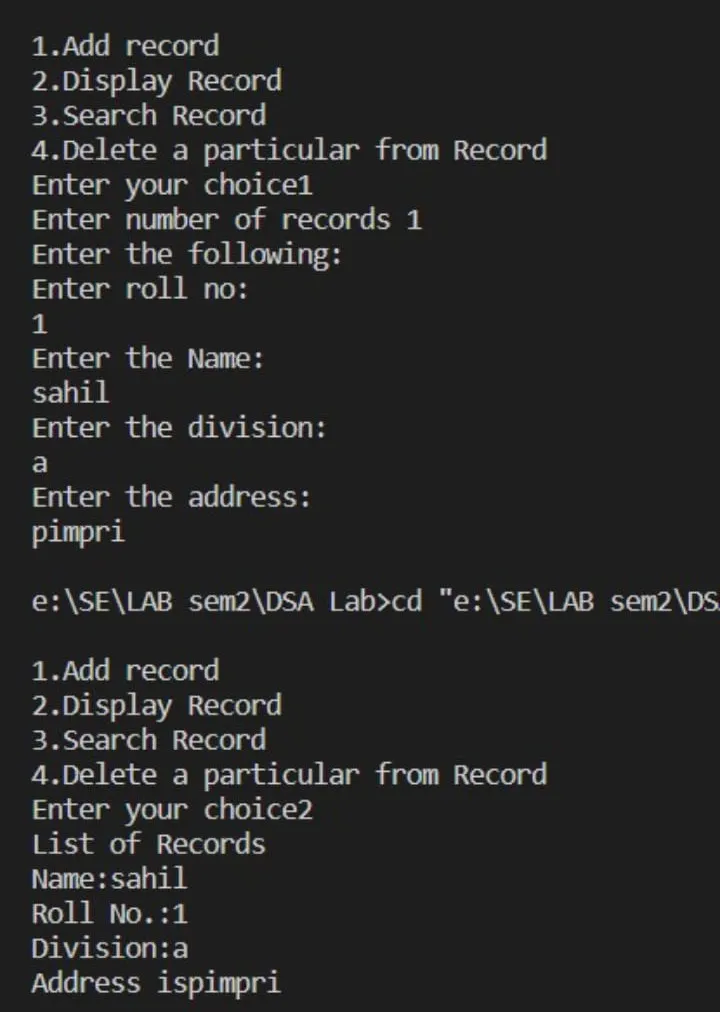 1.Add record
2.Display Record
3.Search Record
4.Delete a particular from Record
Enter your choice1
Enter number of records 1
Enter the following:
Enter roll no:
1
Enter the Name:
sahil
Enter the division:
a
Enter the address:
pimpri
e:\SE\LAB sem2\DSA Lab>cd "e:\SE\LAB sem2\DS
1.Add record
2.Display Record
3.Search Record
4.Delete a particular from Record
Enter your choice2
List of Records
Name:sahil
Roll No.:1
Division:a
Address ispimpri